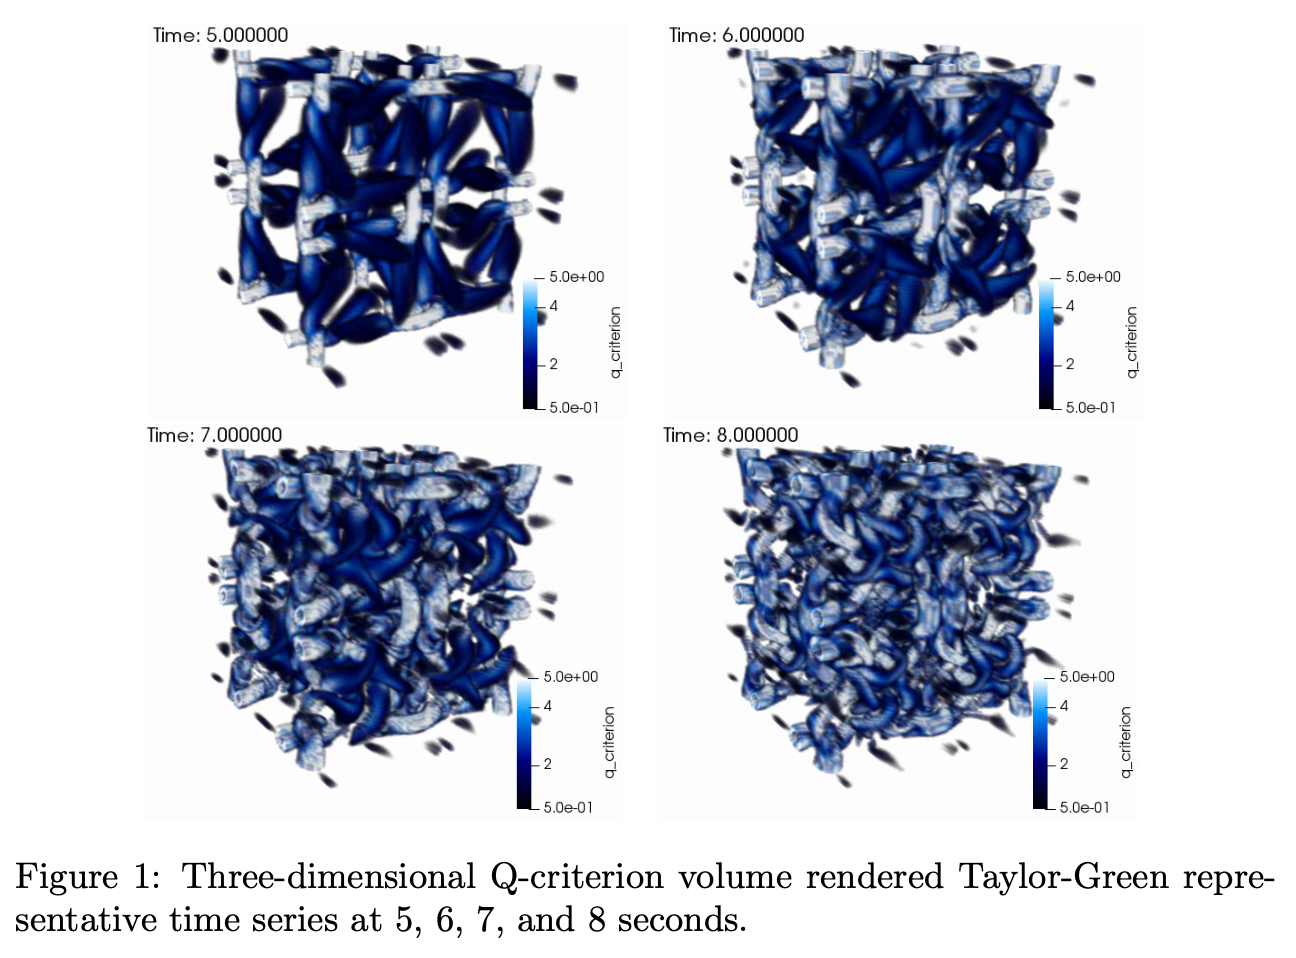 Time: 5.000000
5.0e+00
4
2
5.0e-01
q_criterion
Time: 6.000000
5.0e+00
4
2
5.0e-01
q_criterion
Time: 7.000000
5.0e+00
4
2
5.0e-01
q_criterion
Time: 8.000000
5.0e+00
4
2
5.0e-01
q_criterion
Figure 1: Three-dimensional Q-criterion volume rendered Taylor-Green repre-
sentative time series at 5, 6, 7, and 8 seconds.